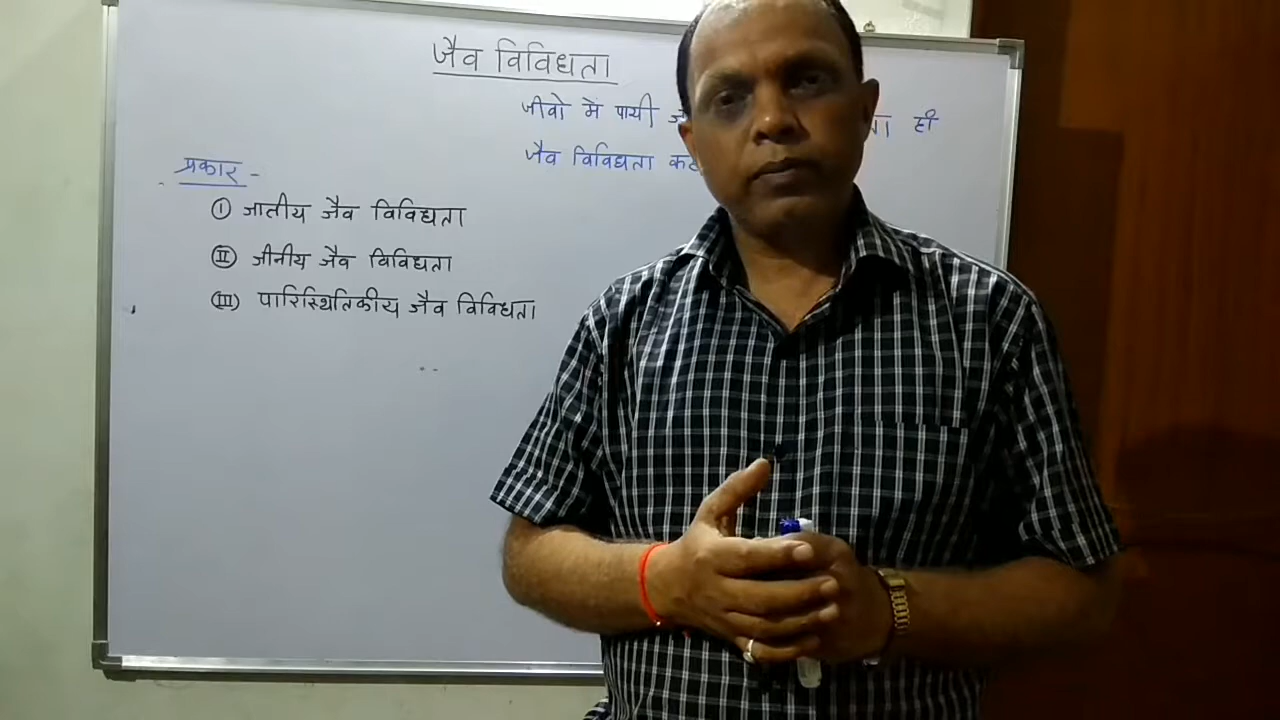 जैव विविधता
जीवो मे पायी ही
जैव विविधता
प्रकार -
① जातीय जैव विविधता
Ⅱ जीनीय जैव विविधता
Ⅲ पारिस्थितिकीय जैव विविधता